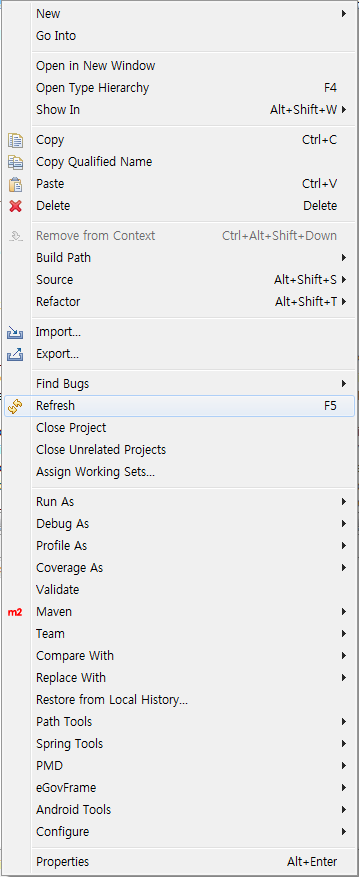 New
Go Into
Open in New Window
Open Type Hierarchy F4
Show In Alt+Shift+W
Copy Ctrl+C
Copy Qualified Name
Paste Ctrl+V
Delete Delete
Remove from Context Ctrl+Alt+Shift+Down
Build Path
Source Alt+Shift+S
Refactor Alt+Shift+T
Import...
Export...
Find Bugs
Refresh F5
Close Project
Close Unrelated Projects
Assign Working Sets...
Run As
Debug As
Profile As
Coverage As
Validate
m2 Maven
Team
Compare With
Replace With
Restore from Local History...
Path Tools
Spring Tools
PMD
eGovFrame
Android Tools
Configure
Properties Alt+Enter